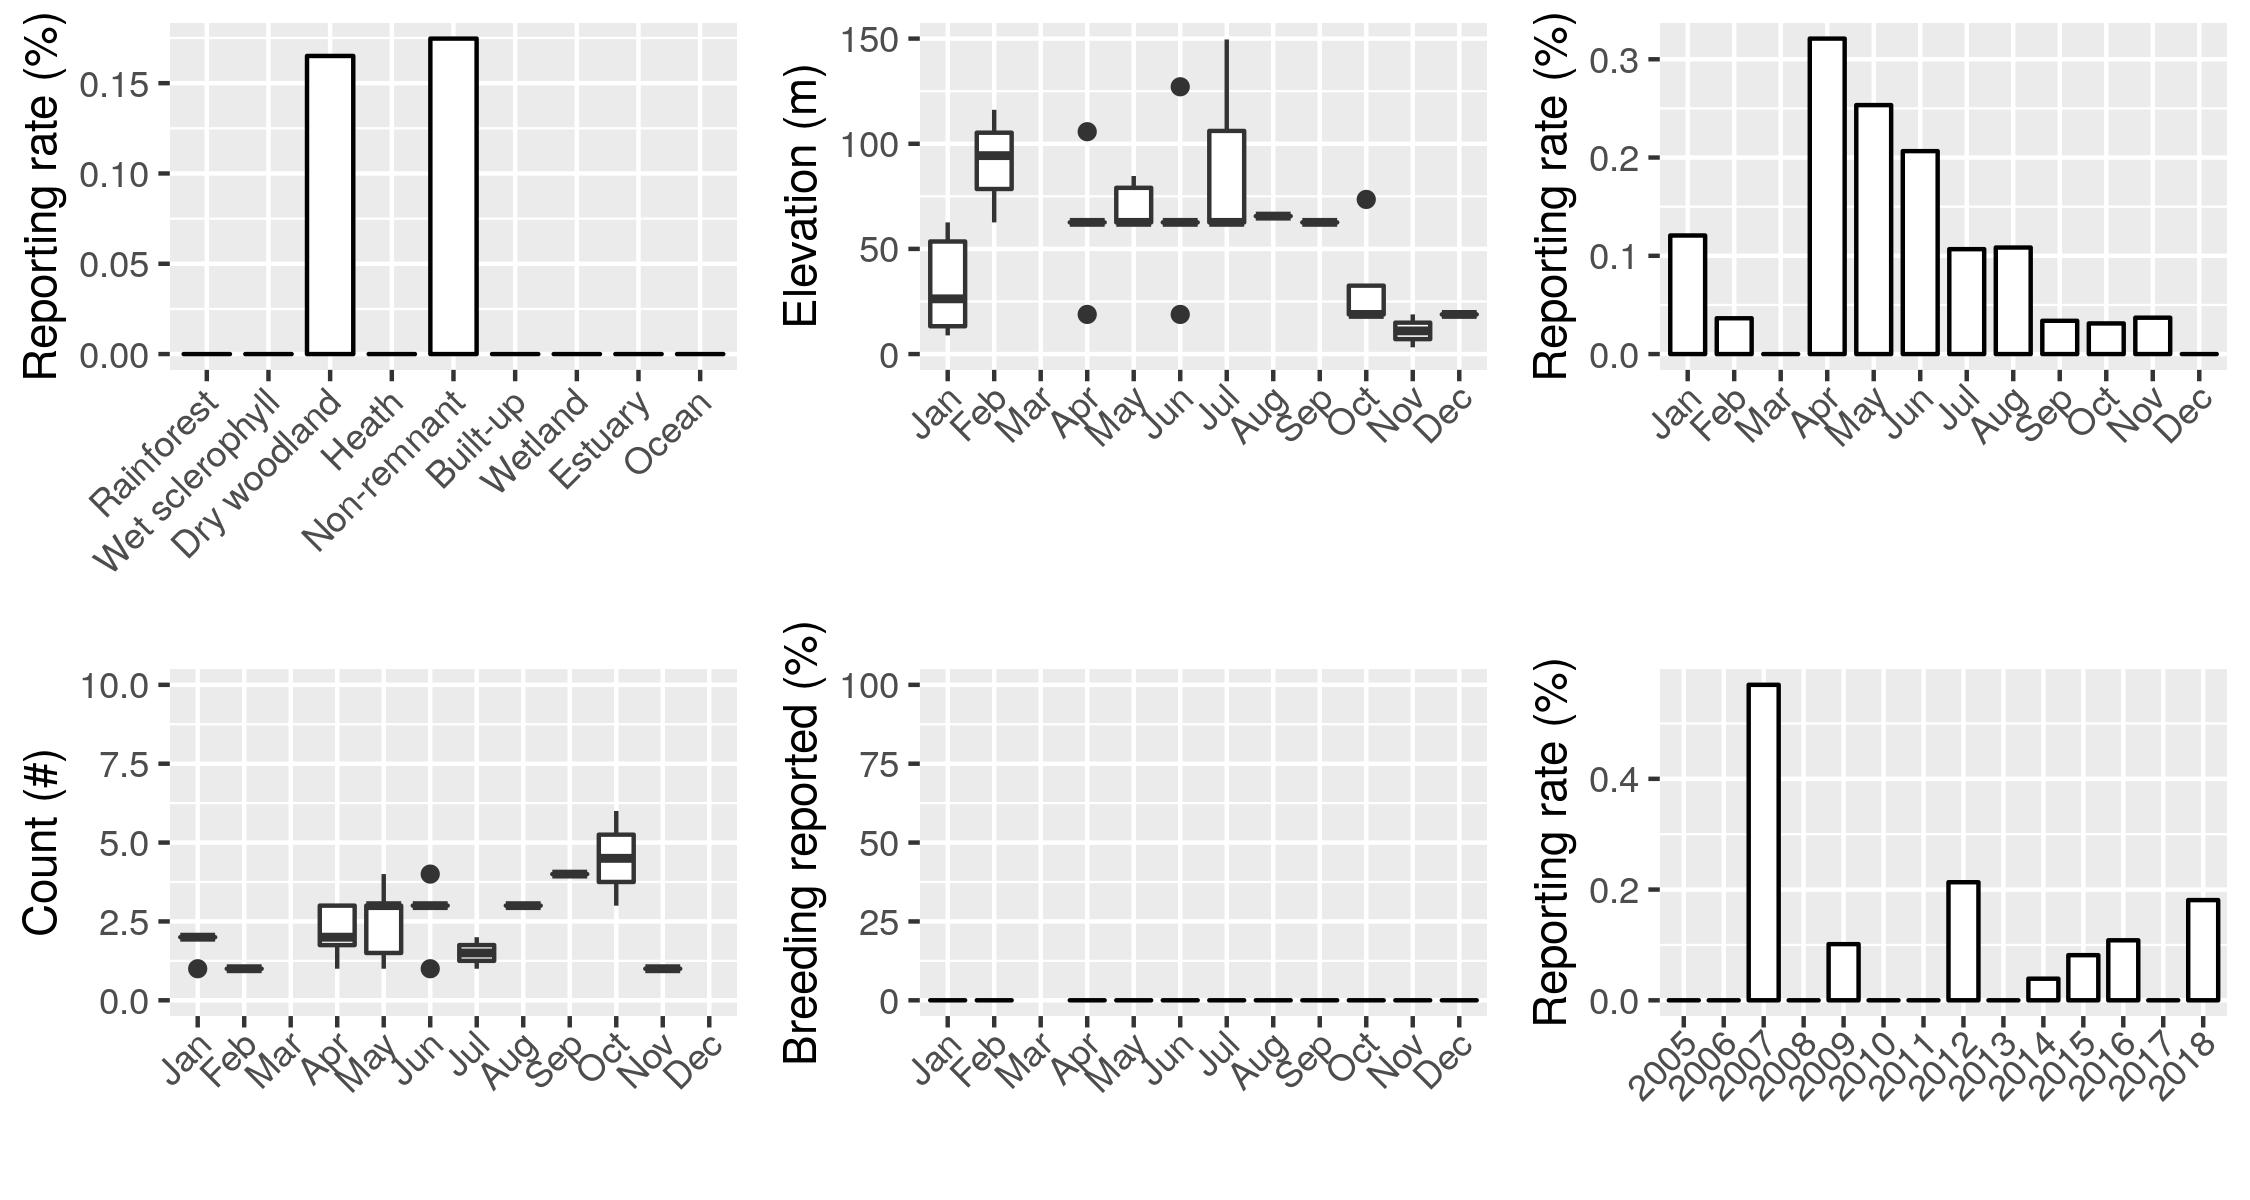 Reporting rate (%)
0.15
0.10
0.05
0.00
Rainforest
Wet sclerophyll
Dry woodland
Heath
Non-remnant
Built-up
Wetland
Estuary
Ocean
Elevation (m)
150
100
50
0
Jan Feb Mar Apr May Jun Jul Aug Sep Oct Nov Dec
Reporting rate (%)
0.3
0.2
0.1
0.0
Jan Feb Mar Apr May Jun Jul Aug Sep Oct Nov Dec
Count (#)
10.0
7.5
5.0
2.5
0.0
Jan Feb Mar Apr May Jun Jul Aug Sep Oct Nov Dec
Breeding reported (%)
100
75
50
25
0
Jan Feb Mar Apr May Jun Jul Aug Sep Oct Nov Dec
Reporting rate (%)
0.4
0.2
0.0
2005 2006 2007 2008 2009 2010 2011 2012 2013 2014 2015 2016 2017 2018